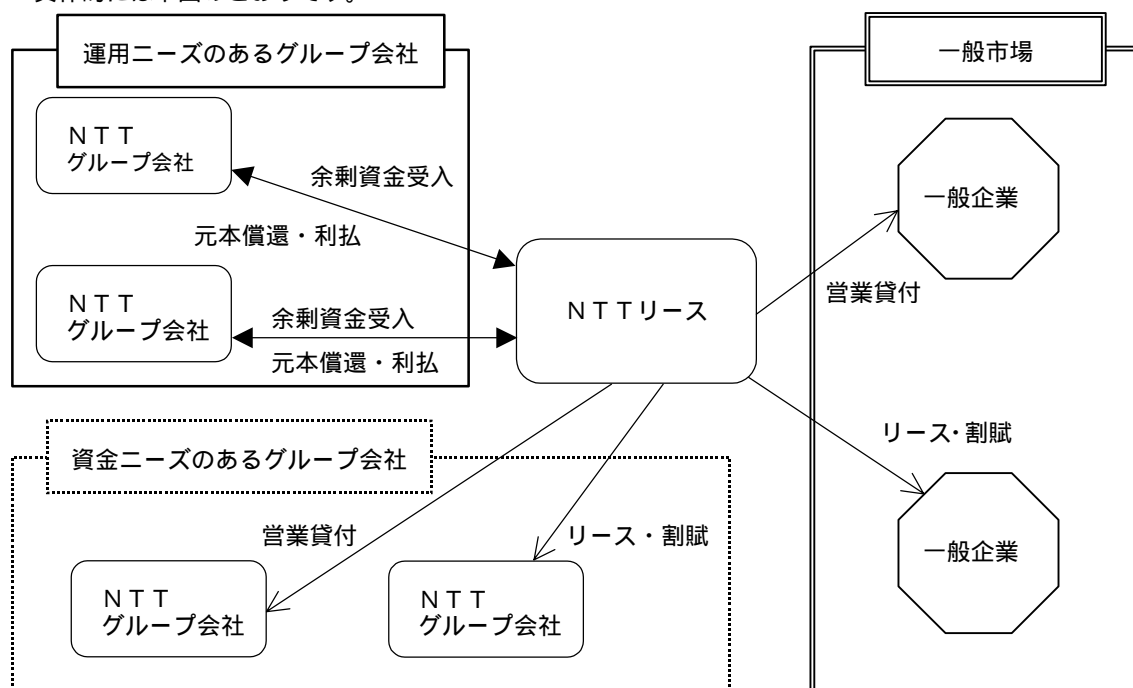 運用ニーズのあるグループ会社
一般市場
ＮＴＴ
グループ会社
余剰資金受入
元本償還・利払
一般企業
ＮＴＴ
グループ会社
余剰資金受入
元本償還・利払
ＮＴＴリース
営業貸付
リース・割賦
資金ニーズのあるグループ会社
営業貸付
リース・割賦
一般企業
ＮＴＴ
グループ会社
ＮＴＴ
グループ会社